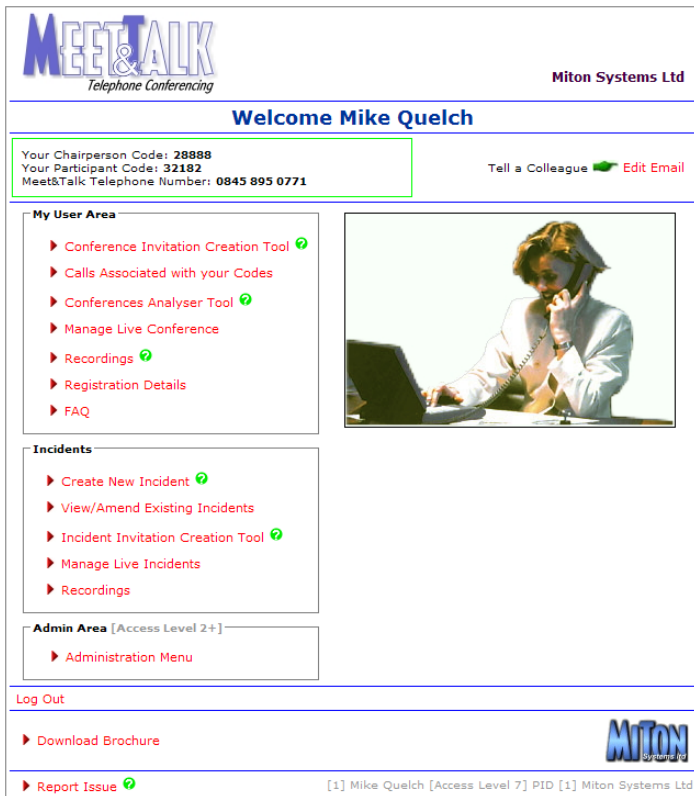 MEET&TALK
Telephone Conferencing
Miton Systems Ltd
Welcome Mike Quelch
Your Chairperson Code: 28888
Your Participant Code: 32182
Meet&Talk Telephone Number: 0845 895 0771
Tell a Colleague Edit Email
My User Area
Conference Invitation Creation Tool ?
Calls Associated with your Codes
Conferences Analyser Tool ?
Manage Live Conference
Recordings ?
Registration Details
FAQ
Incidents
Create New Incident ?
View/Amend Existing Incidents
Incident Invitation Creation Tool ?
Manage Live Incidents
Recordings
Admin Area [Access Level 2+]
Administration Menu
Log Out
Download Brochure
MITON
Systems ltd
Report Issue ?
[1] Mike Quelch [Access Level 7] PID [1] Miton Systems Ltd